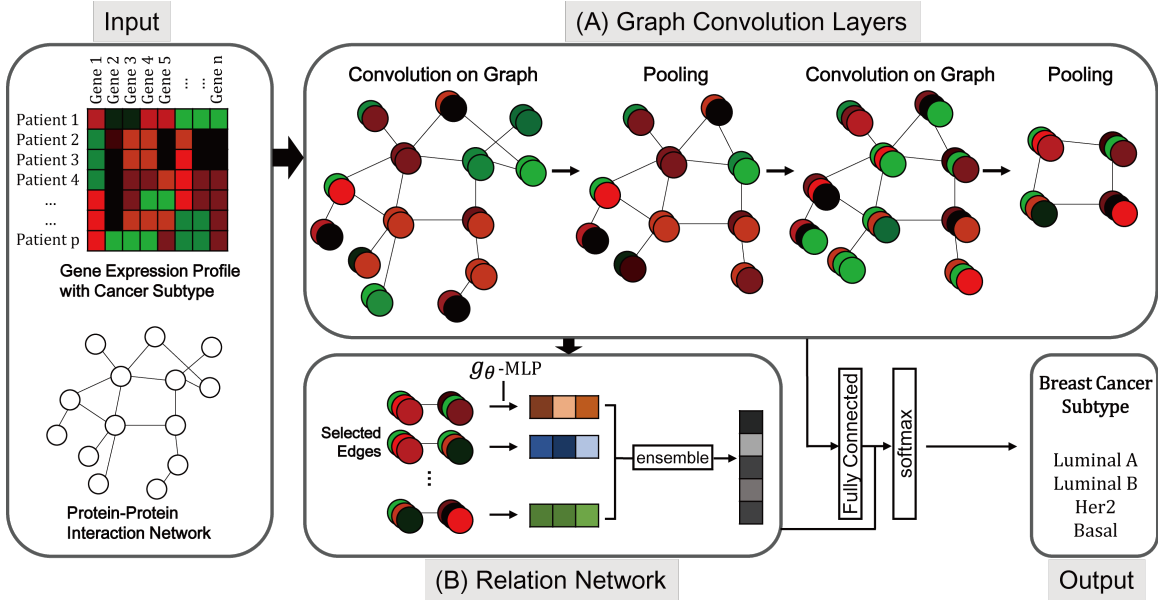 Input
Gene 1
Gene 2
Gene 3
Gene 4
Gene 5
...
...
Gene n
Patient 1
Patient 2
Patient 3
Patient 4
...
...
Patient p
Gene Expression Profile
with Cancer Subtype
Protein-Protein
Interaction Network
(A) Graph Convolution Layers
Convolution on Graph
Pooling
Convolution on Graph
Pooling
gθ-MLP
Selected
Edges
...
ensemble
(B) Relation Network
Fully Connected
softmax
Breast Cancer
Subtype
Luminal A
Luminal B
Her2
Basal
Output